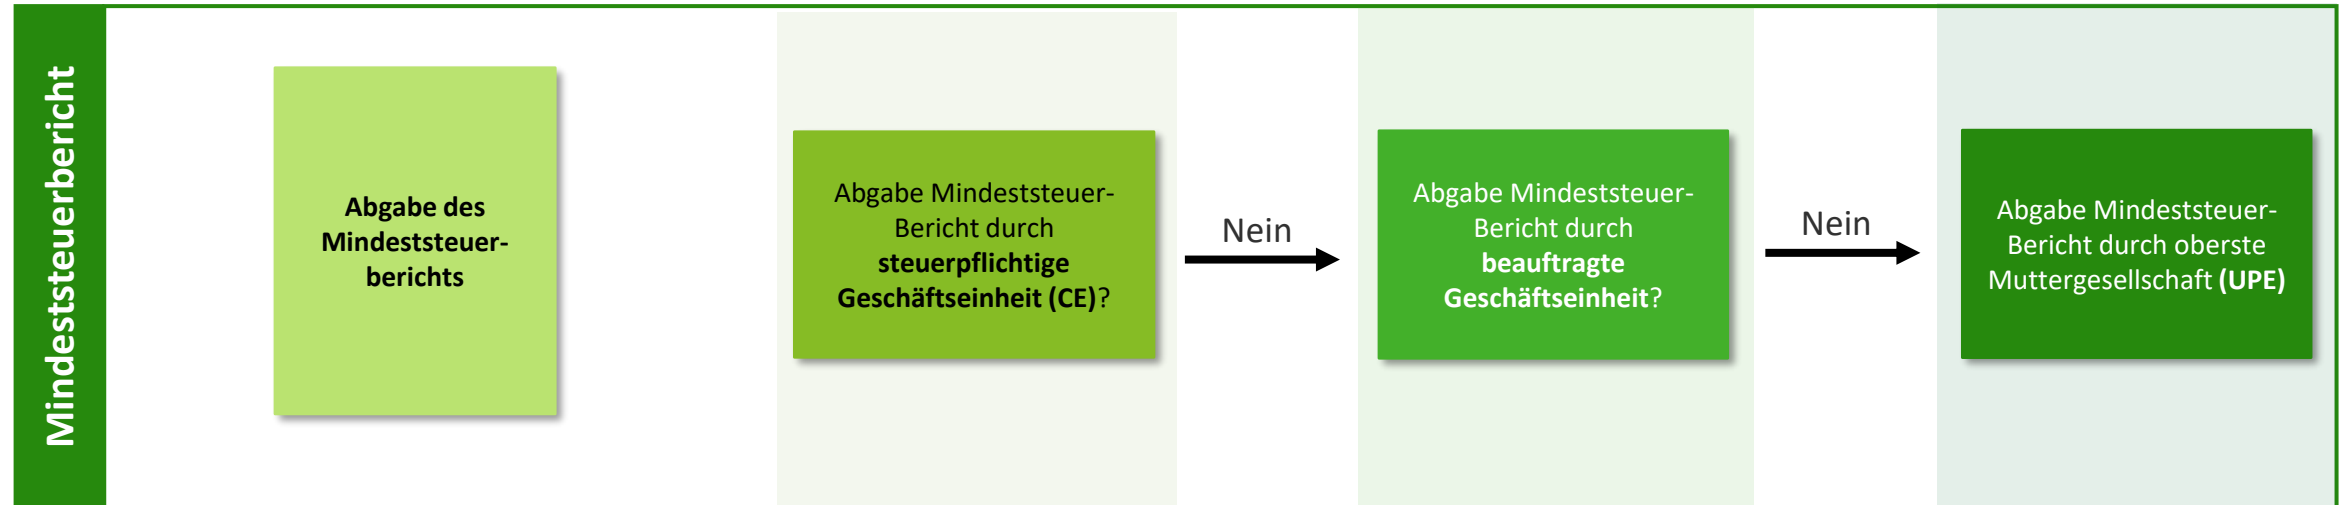 Mindeststeuerbericht
Abgabe des
Mindeststeuer-
berichts
Abgabe Mindeststeuer-
Bericht durch
steuerpflichtige
Geschäftseinheit (CE)?
Nein
Abgabe Mindeststeuer-
Bericht durch
beauftragte
Geschäftseinheit?
Nein
Abgabe Mindeststeuer-
Bericht durch oberste
Muttergesellschaft (UPE)